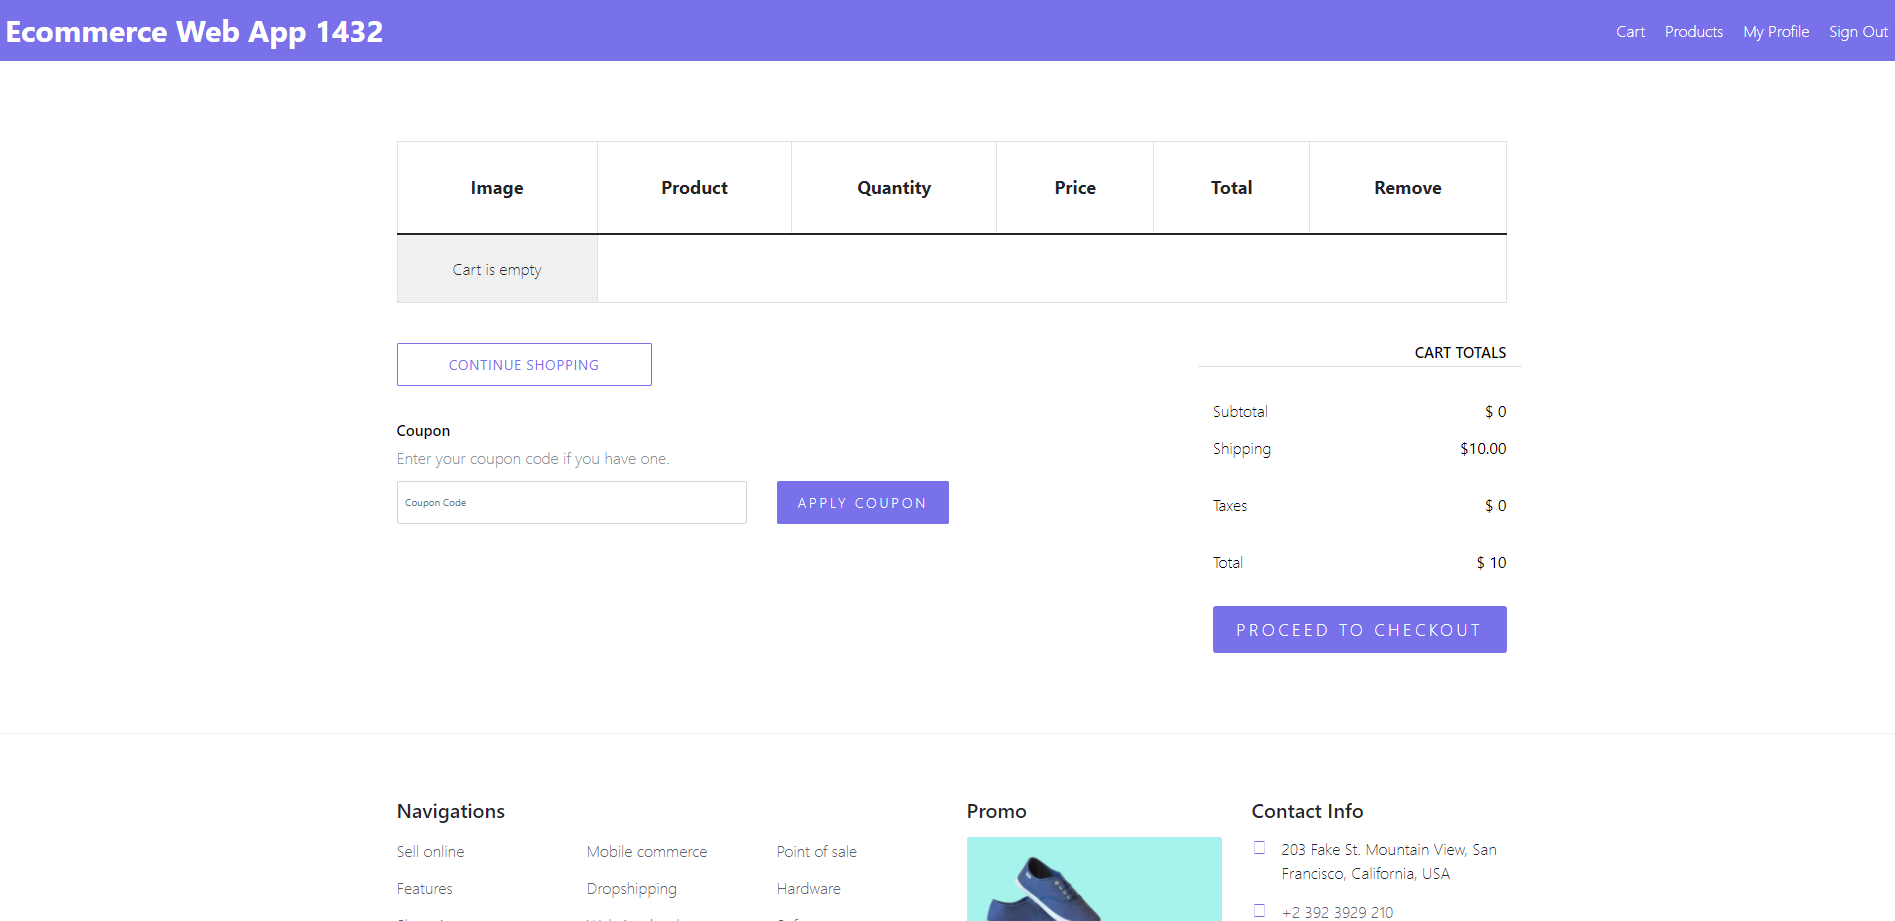 Ecommerce Web App 1432
Cart Products My Profile Sign Out
Image Product Quantity Price Total Remove
Cart is empty
CONTINUE SHOPPING
Coupon
Enter your coupon code if you have one.
Coupon Code
APPLY COUPON
CART TOTALS
Subtotal $ 0
Shipping $10.00
Taxes $ 0
Total $ 10
PROCEED TO CHECKOUT
Navigations
Sell online
Features
Mobile commerce
Dropshipping
Point of sale
Hardware
Promo
Contact Info
203 Fake St. Mountain View, San
Francisco, California, USA
+2 392 3929 210